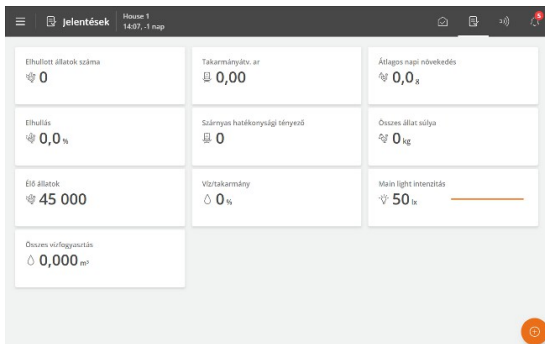 Jelentések
House 1
14:07, -1 nap
5
Elhullott állatok száma
0
Takarmányátv. ar
0,00
Átlagos napi növekedés
0,0 g
Elhullás
0,0 %
Szárnyas hatékonysági tényező
0
Összes állat súlya
0 kg
Élő állatok
45 000
Víz/takarmány
0 %
Main light intenzitás
50 lx
Összes vízfogyasztás
0,000 m³